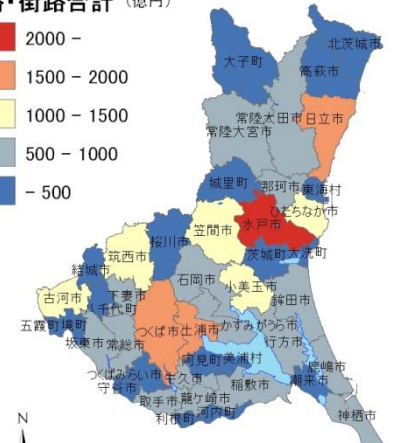 ・街路合計（億円）
2000 -
1500 - 2000
1000 - 1500
500 - 1000
- 500
北茨城市
大子町
高萩市
常陸太田市
日立市
常陸大宮市
城里町
那珂市
東海村
ひたちなか市
水戸市
笠間市
桜川市
茨城町
大洗町
筑西市
結城市
石岡市
小美玉市
鉾田市
古河市
下妻市
八千代町
五霞町
境町
つくば市
土浦市
かすみがうら市
行方市
坂東市
常総市
阿見町
美浦村
鹿嶋市
つくばみらい市
牛久市
潮来市
守谷市
稲敷市
取手市
龍ケ崎市
利根町
河内町
神栖市
N